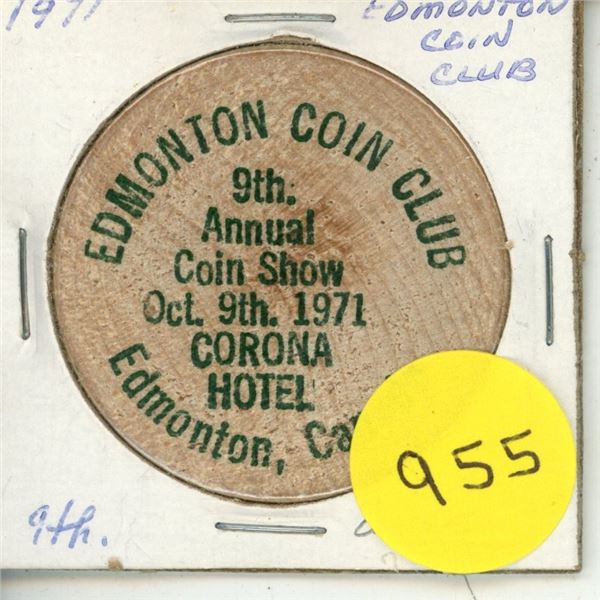 1971
EDMONTON
COIN
CLUB
EDMONTON COIN CLUB
9th.
Annual
Coin Show
Oct. 9th. 1971
CORONA
HOTEL
Edmonton,
955
9th.